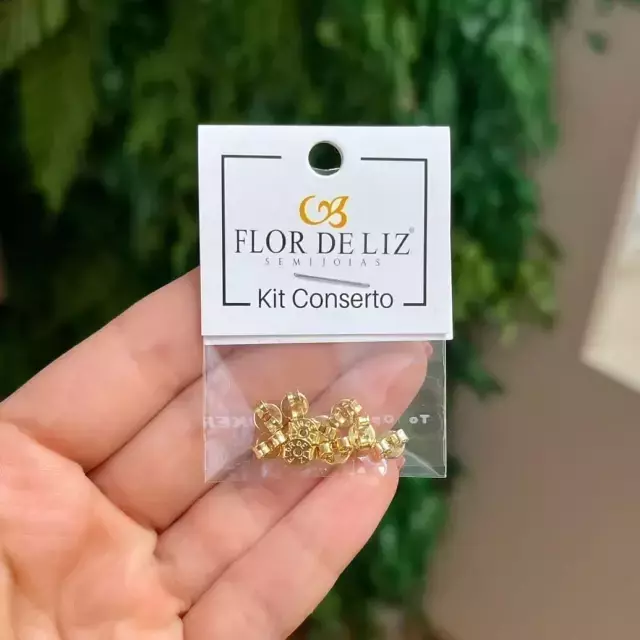 FLOR DE LIZ®
SEMIJOIAS
Kit Conserto